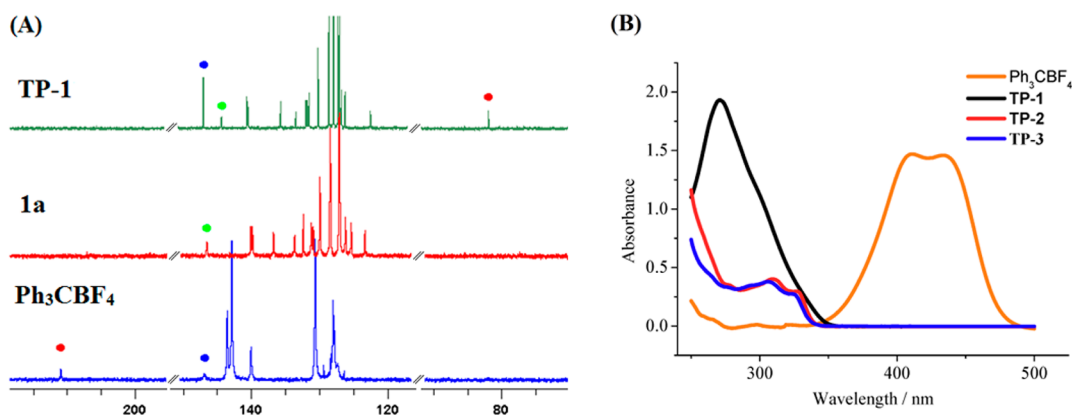 (A)
TP-1
1a
Ph₃CBF₄
200
140
120
80
(B)
Absorbance
2.0
1.5
1.0
0.5
0.0
Ph₃CBF₄
TP-1
TP-2
TP-3
300
400
500
Wavelength / nm